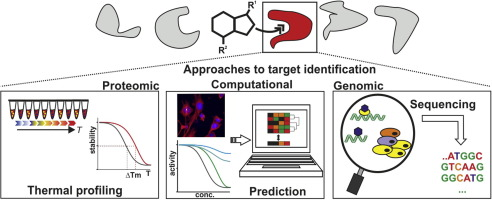 R¹
R²
Approaches to target identification
Proteomic
Computational
Genomic
T
stability
ΔTm
T
Thermal profiling
activity
conc.
Prediction
Sequencing
..ATGGC
GTCAAG
GGCATG
...